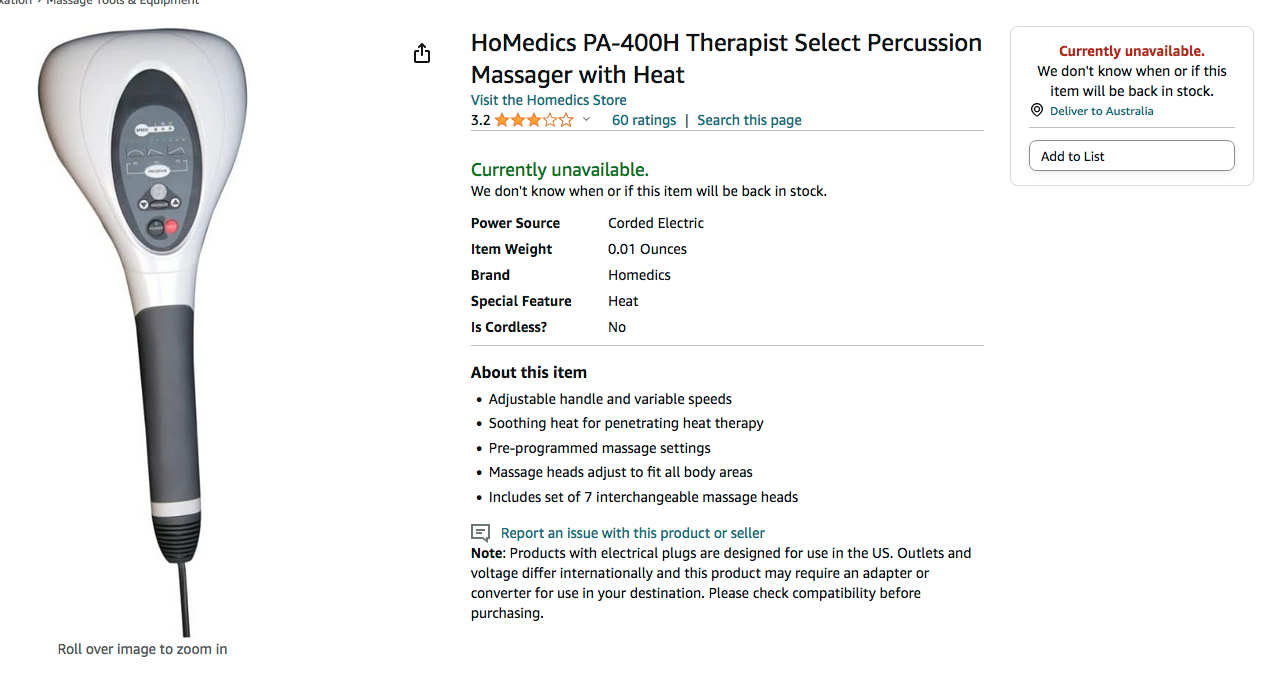 Massage Tools & Equipment
HoMedics PA-400H Therapist Select Percussion
Massager with Heat
Visit the Homedics Store
3.2
60 ratings | Search this page
Currently unavailable.
We don't know when or if this item will be back in stock.
Power Source Corded Electric
Item Weight 0.01 Ounces
Brand Homedics
Special Feature Heat
Is Cordless? No
About this item
• Adjustable handle and variable speeds
• Soothing heat for penetrating heat therapy
• Pre-programmed massage settings
• Massage heads adjust to fit all body areas
• Includes set of 7 interchangeable massage heads
Report an issue with this product or seller
Note: Products with electrical plugs are designed for use in the US. Outlets and
voltage differ internationally and this product may require an adapter or
converter for use in your destination. Please check compatibility before
purchasing.
Roll over image to zoom in
Currently unavailable.
We don't know when or if this
item will be back in stock.
Deliver to Australia
Add to List